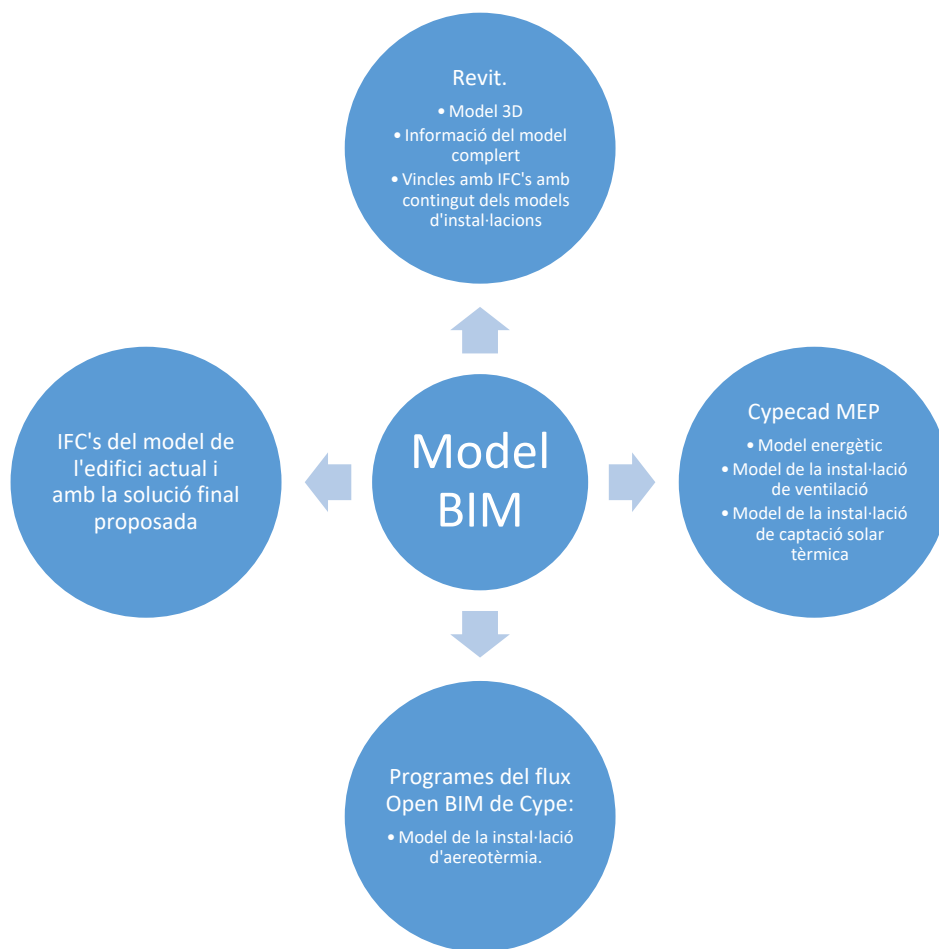 Revit.
• Model 3D
• Informació del model
complert
• Vincles amb IFC's amb
contingut dels models
d'instal·lacions
IFC's del model de
l'edifici actual i
amb la solució final
proposada
Model
BIM
Cypecad MEP
• Model energètic
• Model de la instal·lació
de ventilació
• Model de la instal·lació
de captació solar
tèrmica
Programes del flux
Open BIM de Cype:
• Model de la instal·lació
d'aereotèrmia.